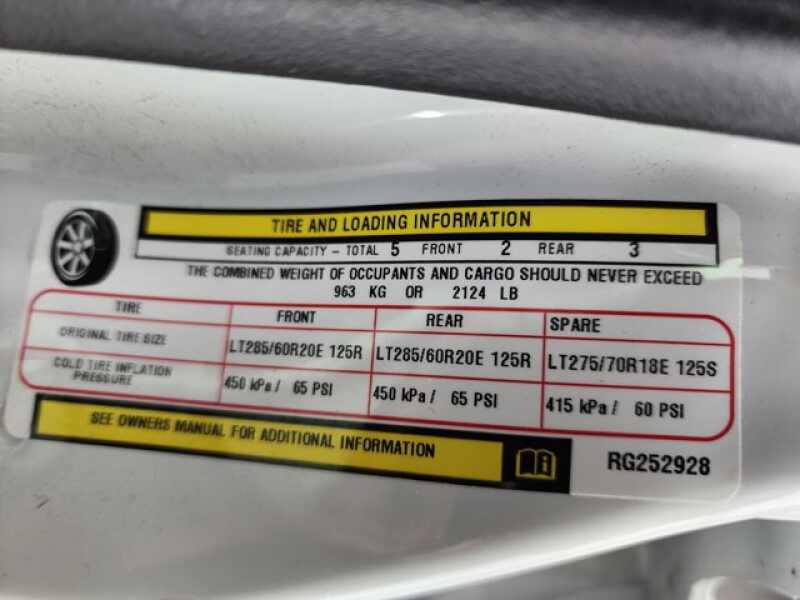 TIRE AND LOADING INFORMATION
SEATING CAPACITY – TOTAL 5 FRONT 2 REAR 3
THE COMBINED WEIGHT OF OCCUPANTS AND CARGO SHOULD NEVER EXCEED
963 KG OR 2124 LB
TIRE FRONT REAR SPARE
ORIGINAL TIRE SIZE LT285/60R20E 125R LT285/60R20E 125R LT275/70R18E 125S
COLD TIRE INFLATION
PRESSURE 450 kPa / 65 PSI 450 kPa / 65 PSI 415 kPa / 60 PSI
SEE OWNERS MANUAL FOR ADDITIONAL INFORMATION
RG252928